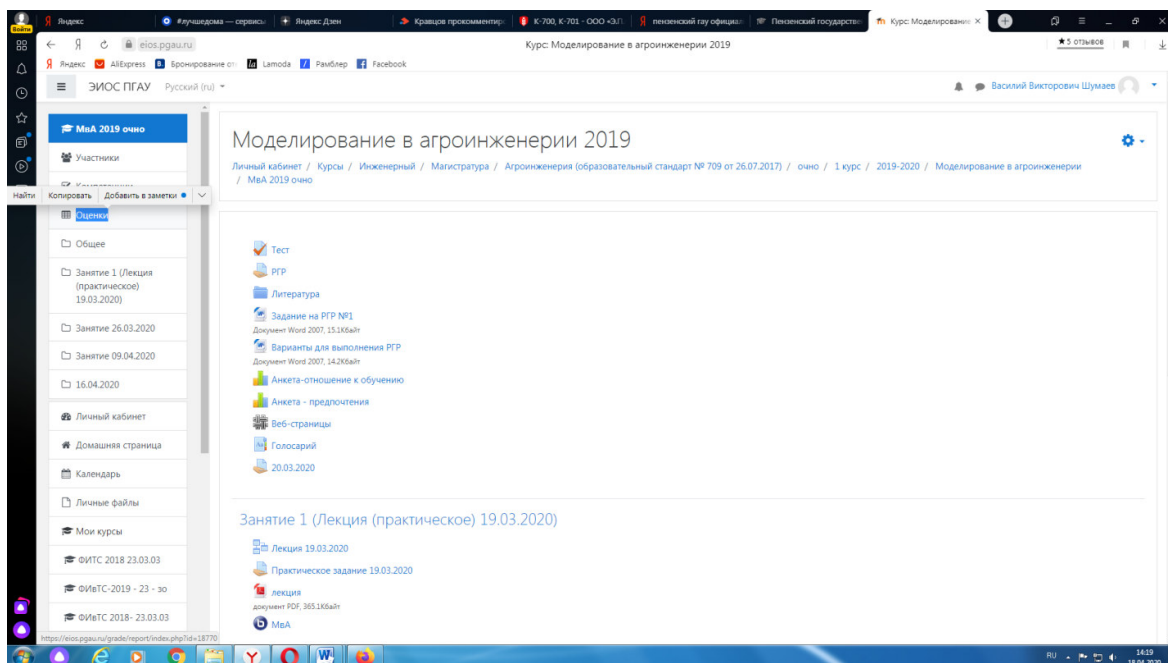 Войти
Яндекс
#лучшедома — сервисы
Яндекс Дзен
Кравцов прокомментир
К-700, К-701 - ООО «З.Г.
пензенский гау официал
Пензенский государстве
Курс: Моделирование
eios.pgau.ru
Курс: Моделирование в агроинженерии 2019
★ 5 отзывов
Яндекс
AliExpress
Бронирование от
Lamoda
Рамблер
Facebook
ЭИОС ПГАУ
Русский (ru)
Василий Викторович Шумаев
МвА 2019 очно
Участники
Компетенции
Найти
Копировать
Добавить в заметки
Оценки
Общее
Занятие 1 (Лекция
(практическое)
19.03.2020)
Занятие 26.03.2020
Занятие 09.04.2020
16.04.2020
Личный кабинет
Домашняя страница
Календарь
Личные файлы
Мои курсы
ФИТС 2018 23.03.03
ФИвТС-2019 - 23 - зо
ФИвТС 2018- 23.03.03
https://eios.pgau.ru/grade/report/index.php?id=18770
Моделирование в агроинженерии 2019
Личный кабинет / Курсы / Инженерный / Магистратура / Агроинженерия (образовательный стандарт № 709 от 26.07.2017) / очно / 1 курс / 2019-2020 / Моделирование в агроинженерии
/ МвА 2019 очно
Тест
РГР
Литература
Задание на РГР №1
Документ Word 2007, 15.1Кбайт
Варианты для выполнения РГР
Документ Word 2007, 14.2Кбайт
Анкета-отношение к обучению
Анкета - предпочтения
Веб-страницы
Голосарий
20.03.2020
Занятие 1 (Лекция (практическое) 19.03.2020)
Лекция 19.03.2020
Практическое задание 19.03.2020
лекция
документ PDF, 365.1Кбайт
МвА
RU
14:19
18.04.2020